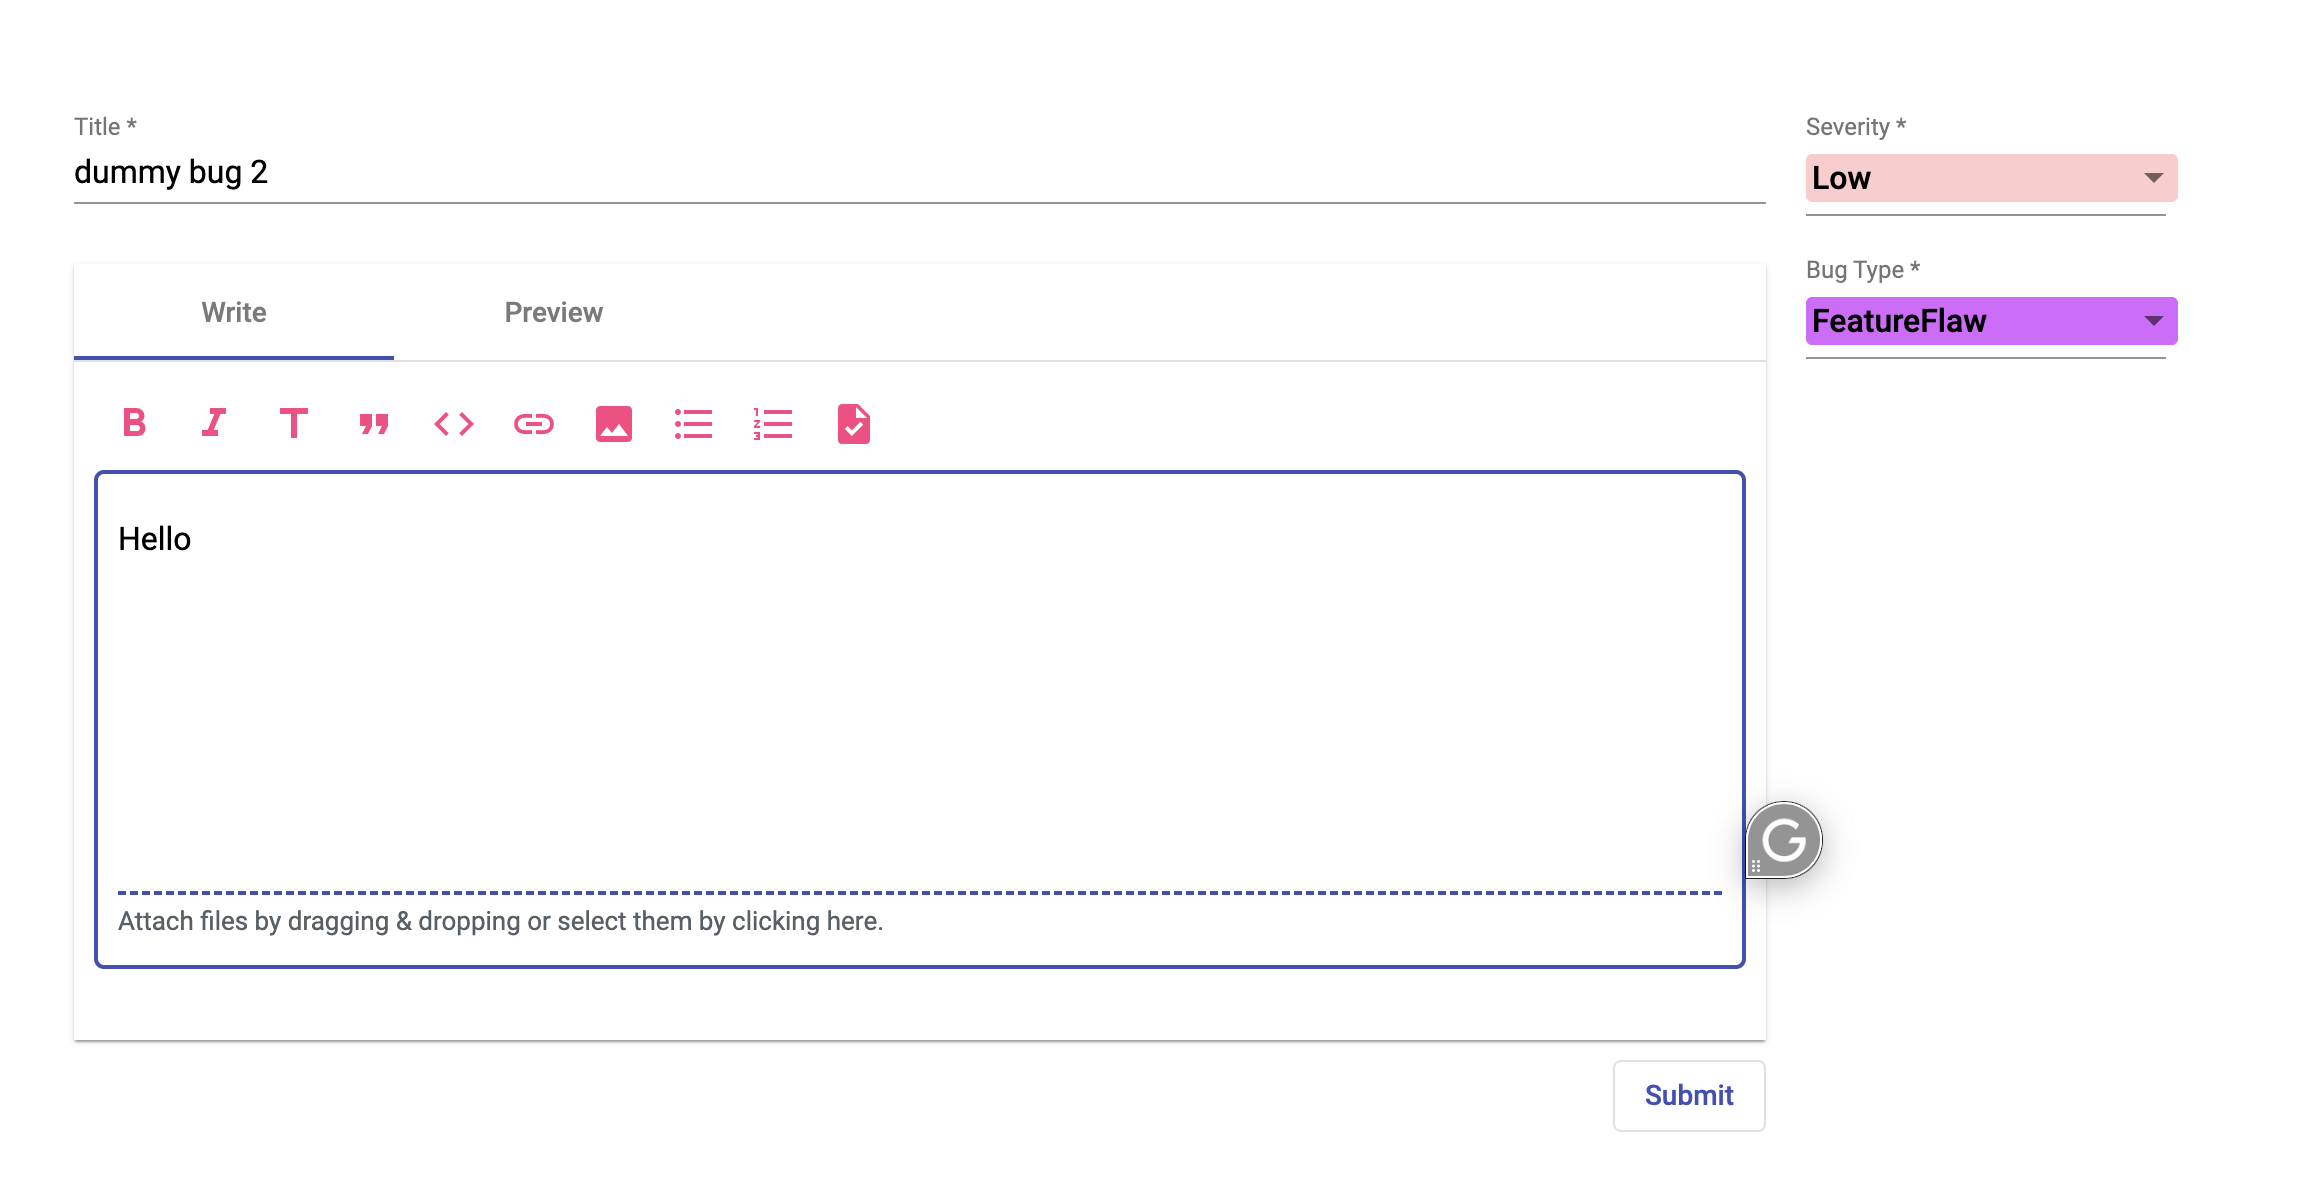 Title *
dummy bug 2
Severity *
Low
Bug Type *
FeatureFlaw
Write
Preview
Hello
Attach files by dragging & dropping or select them by clicking here.
Submit